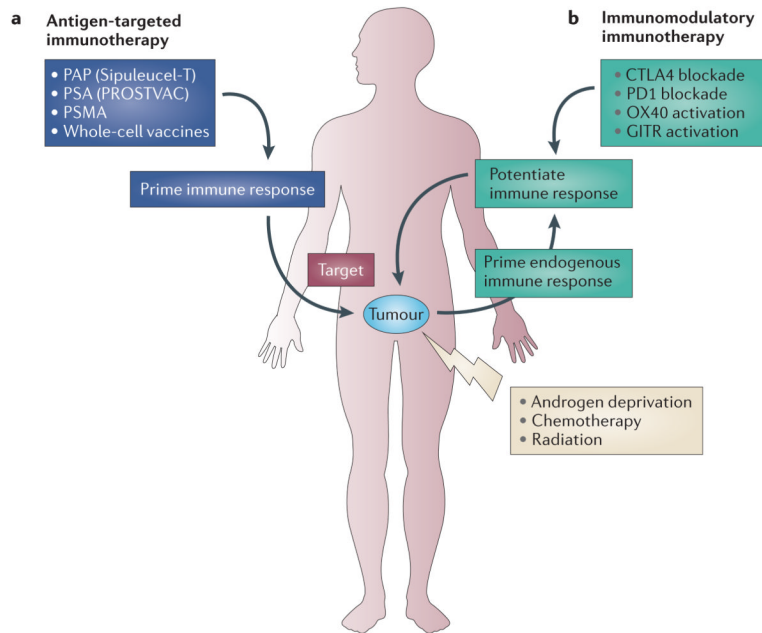 a
Antigen-targeted
immunotherapy
• PAP (Sipuleucel-T)
• PSA (PROSTVAC)
• PSMA
• Whole-cell vaccines
Prime immune response
Target
Tumour
b
Immunomodulatory
immunotherapy
• CTLA4 blockade
• PD1 blockade
• OX40 activation
• GITR activation
Potentiate
immune response
Prime endogenous
immune response
• Androgen deprivation
• Chemotherapy
• Radiation